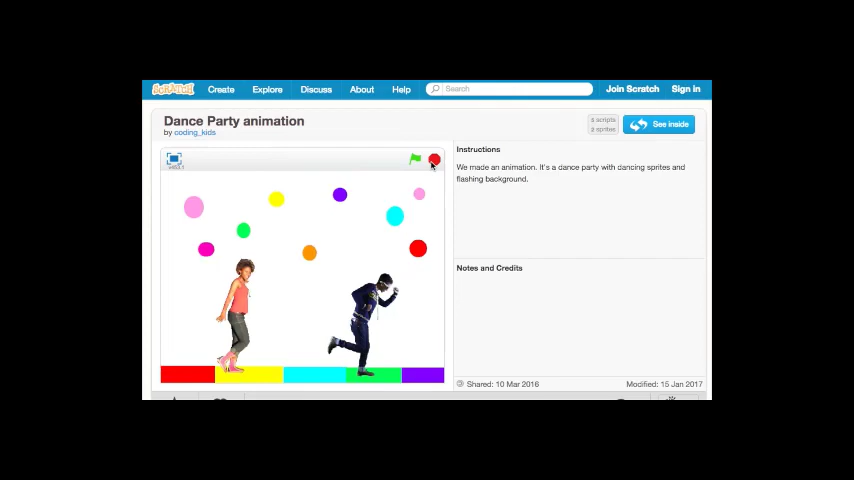 SCRATCH Create Explore Discuss About Help Search Join Scratch Sign in
Dance Party animation
by coding_kids
5 scripts
2 sprites
See inside
Instructions
We made an animation. It's a dance party with dancing sprites and
flashing background.
Notes and Credits
Shared: 10 Mar 2016 Modified: 15 Jan 2017